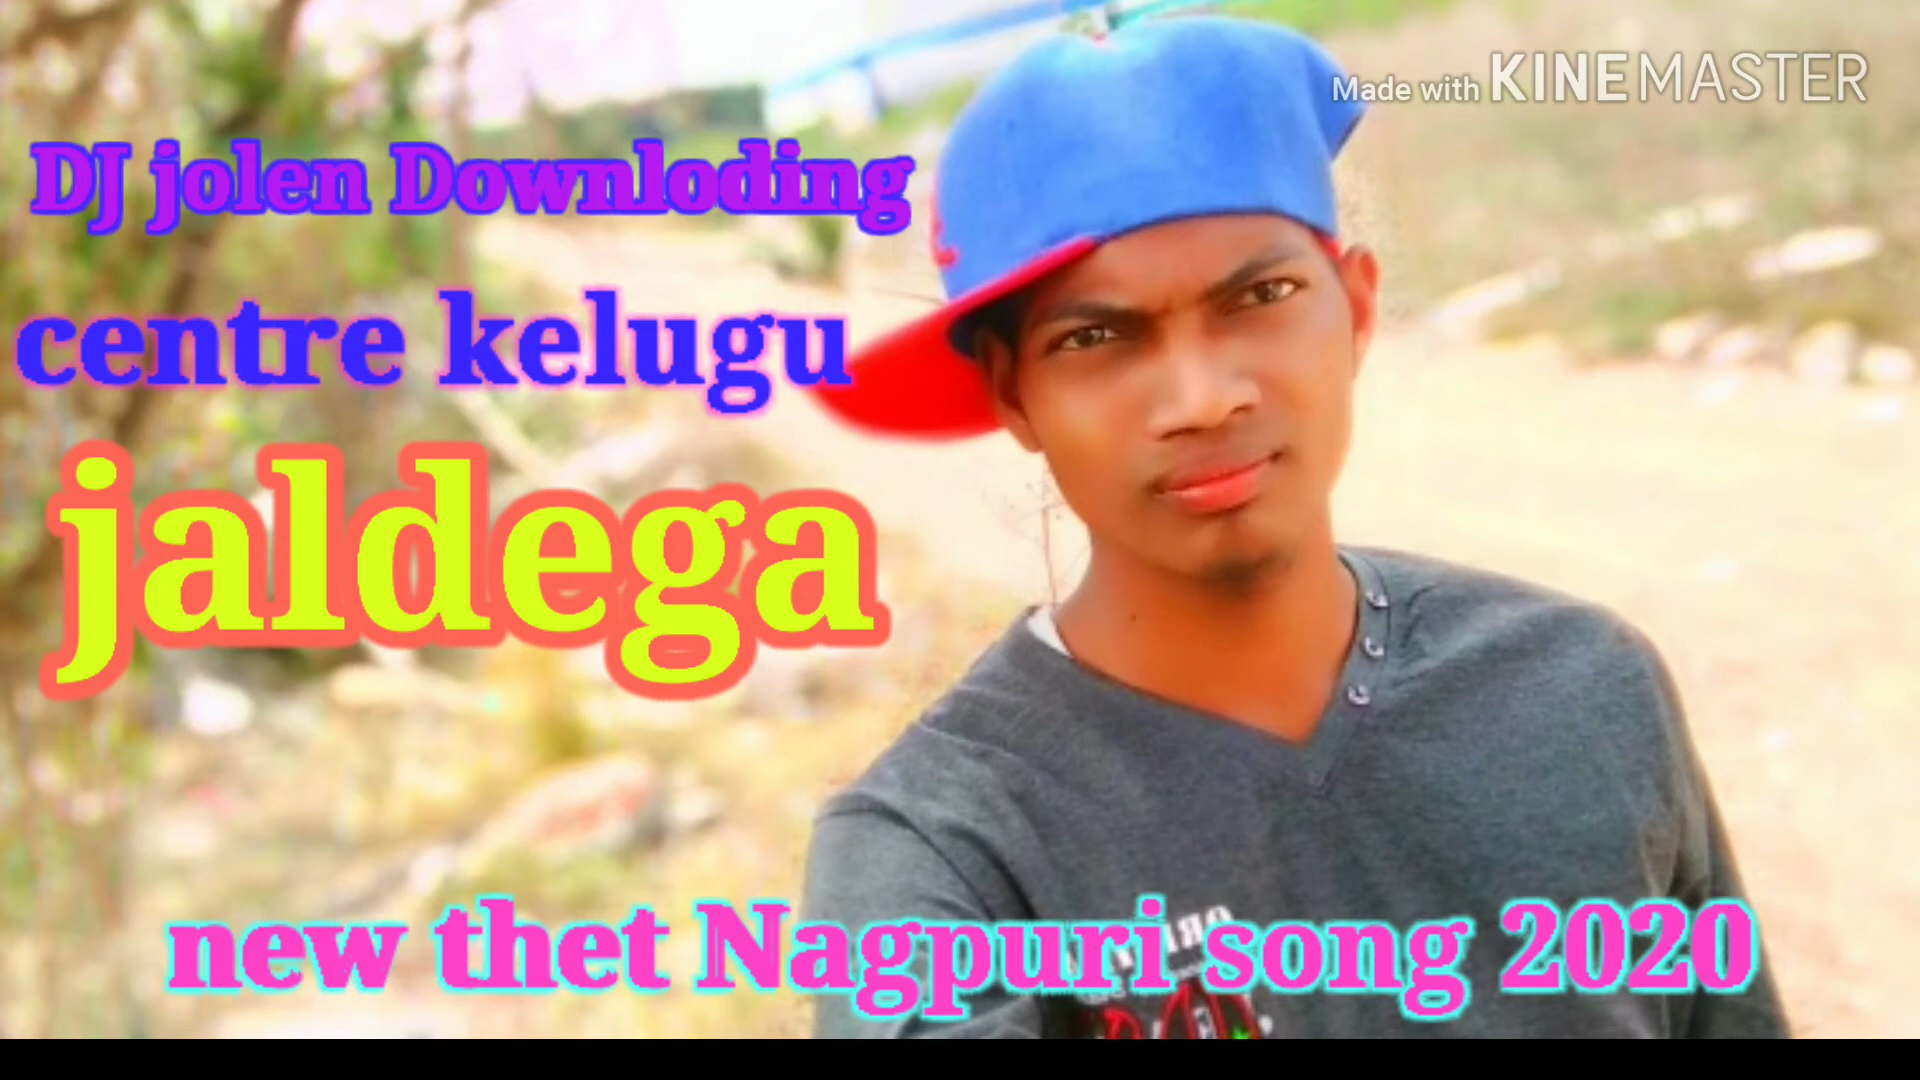 Made with KINEMASTER
DJ jolen Downloding
centre kelugu
jaldega
new thet Nagpuri song 2020